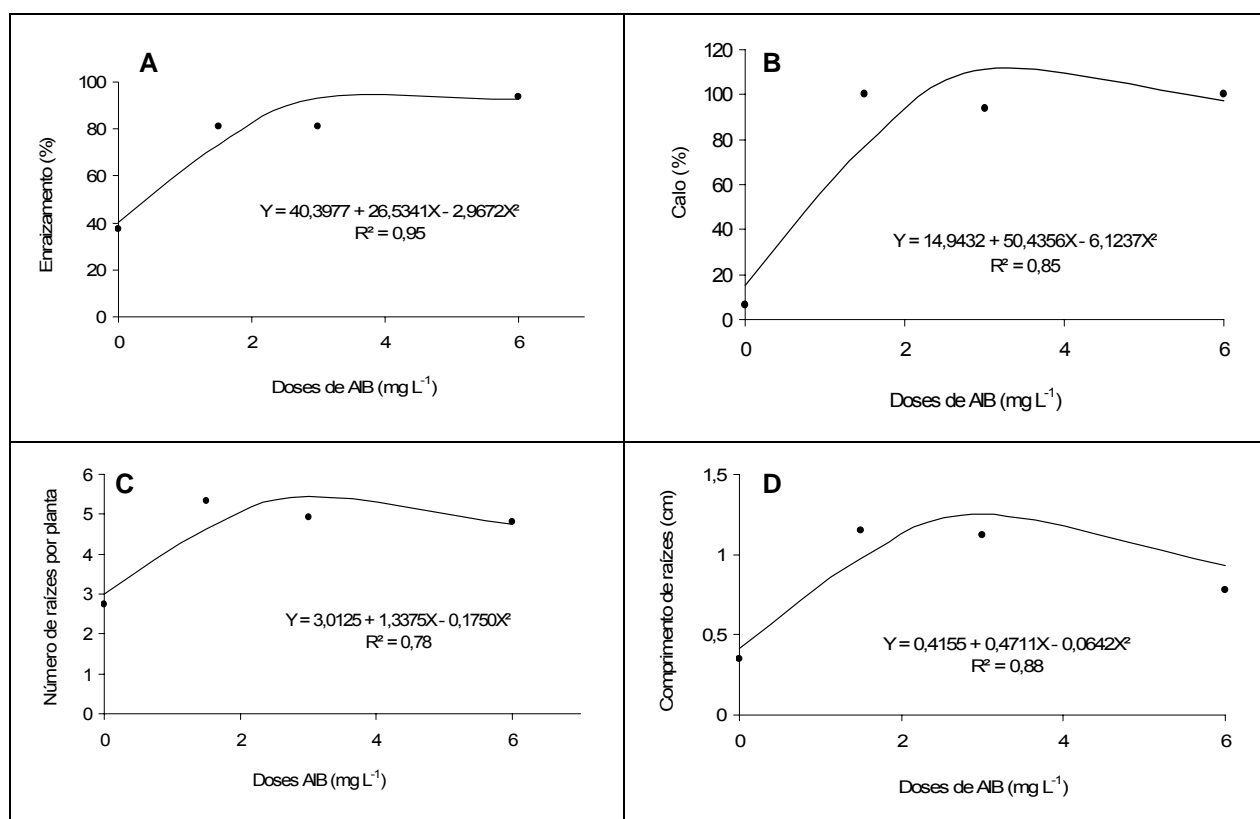 A
Enraizamento (%)
100
80
60
40
20
0
Y = 40,3977 + 26,5341X - 2,9672X²
R² = 0,95
0 2 4 6
Doses de AIB (mg L⁻¹)
B
Calo (%)
120
100
80
60
40
20
0
Y = 14,9432 + 50,4356X - 6,1237X²
R² = 0,85
0 2 4 6
Doses de AIB (mg L⁻¹)
C
Número de raízes por planta
6
5
4
3
2
1
0
Y = 3,0125 + 1,3375X - 0,1750X²
R² = 0,78
0 2 4 6
Doses AIB (mg L⁻¹)
D
Comprimento de raízes (cm)
1,5
1
0,5
0
Y = 0,4155 + 0,4711X - 0,0642X²
R² = 0,88
0 2 4 6
Doses de AIB (mg L⁻¹)